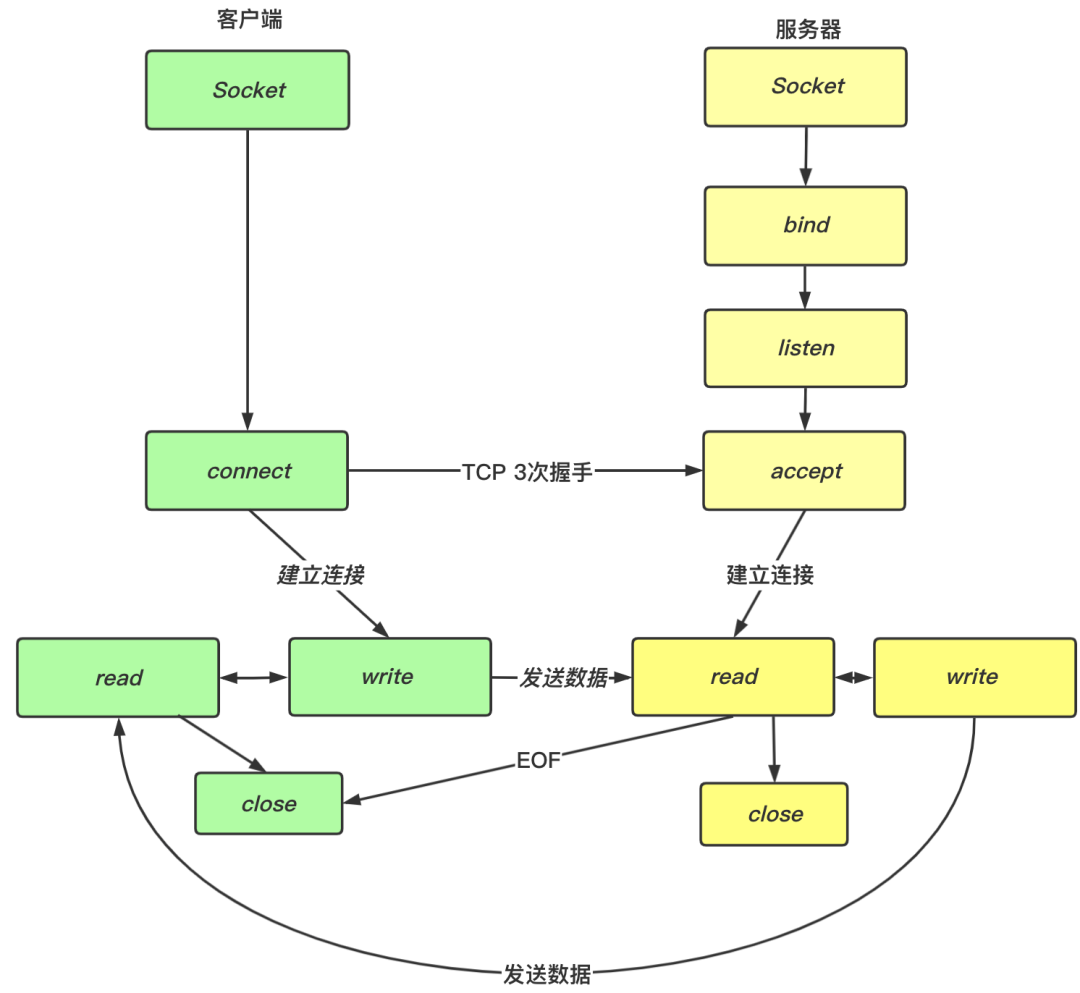 客户端
服务器
Socket
Socket
bind
listen
connect
TCP 3次握手
accept
建立连接
建立连接
read
write
发送数据
read
write
EOF
close
close
发送数据